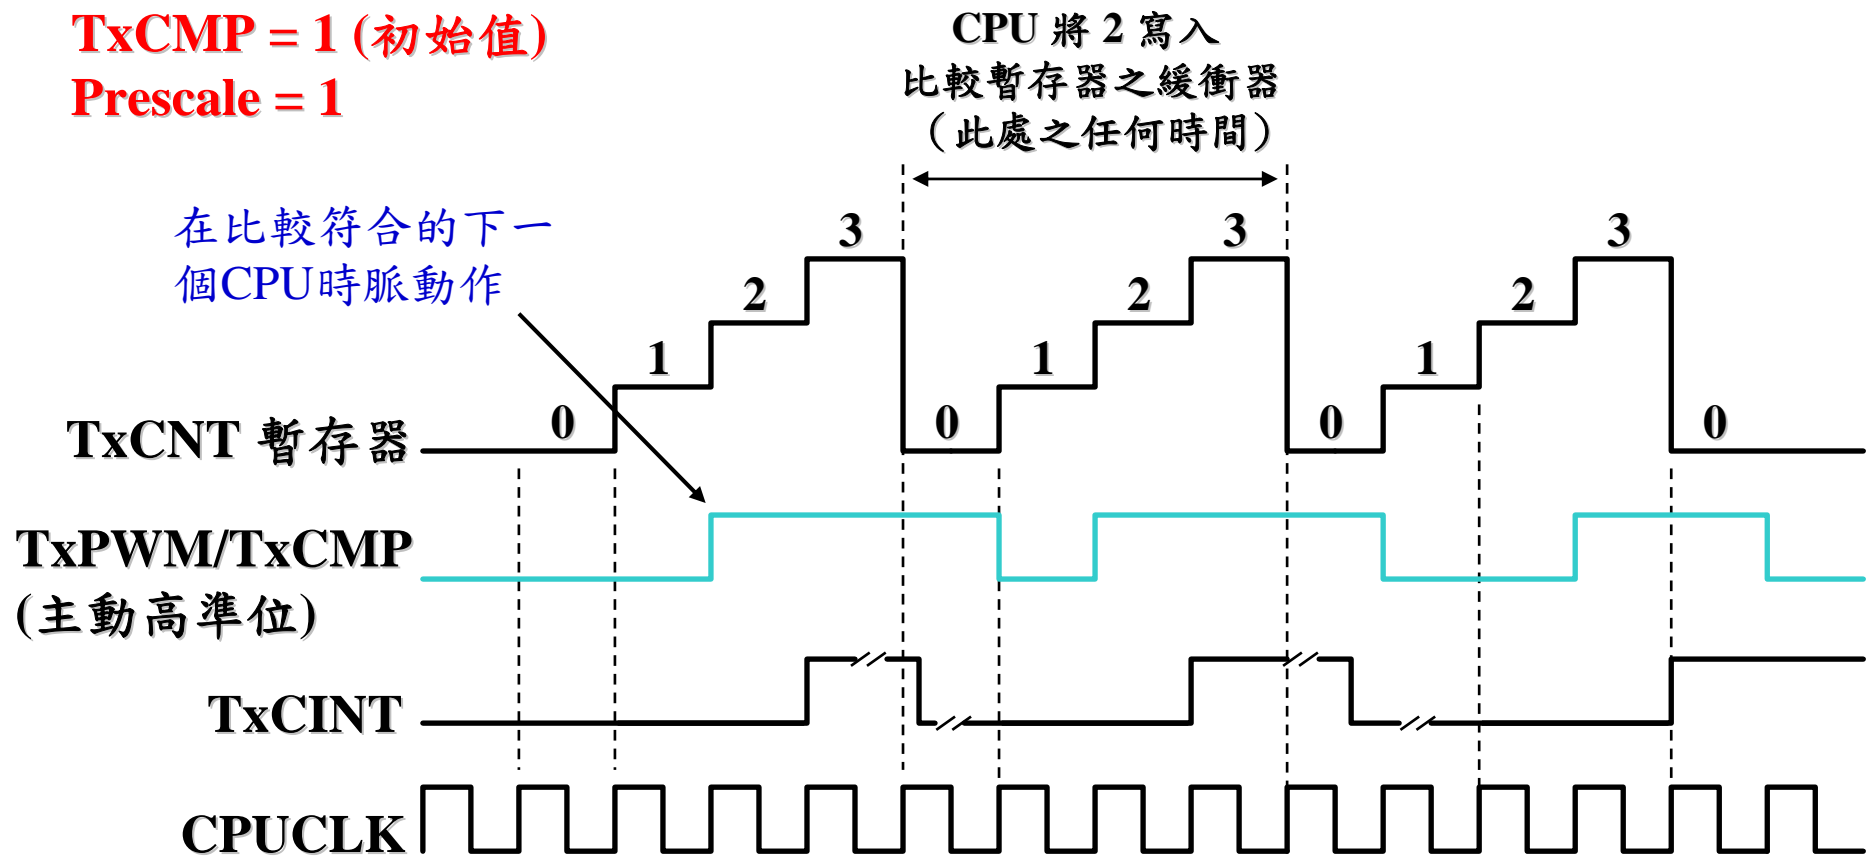 TxCMP = 1 (初始值)
Prescale = 1
CPU 將 2 寫入
比較暫存器之緩衝器
（此處之任何時間）
在比較符合的下一
個CPU時脈動作
3
3
3
2
2
2
1
1
1
0
0
0
0
TxCNT 暫存器
TxPWM/TxCMP
(主動高準位)
TxCINT
CPUCLK